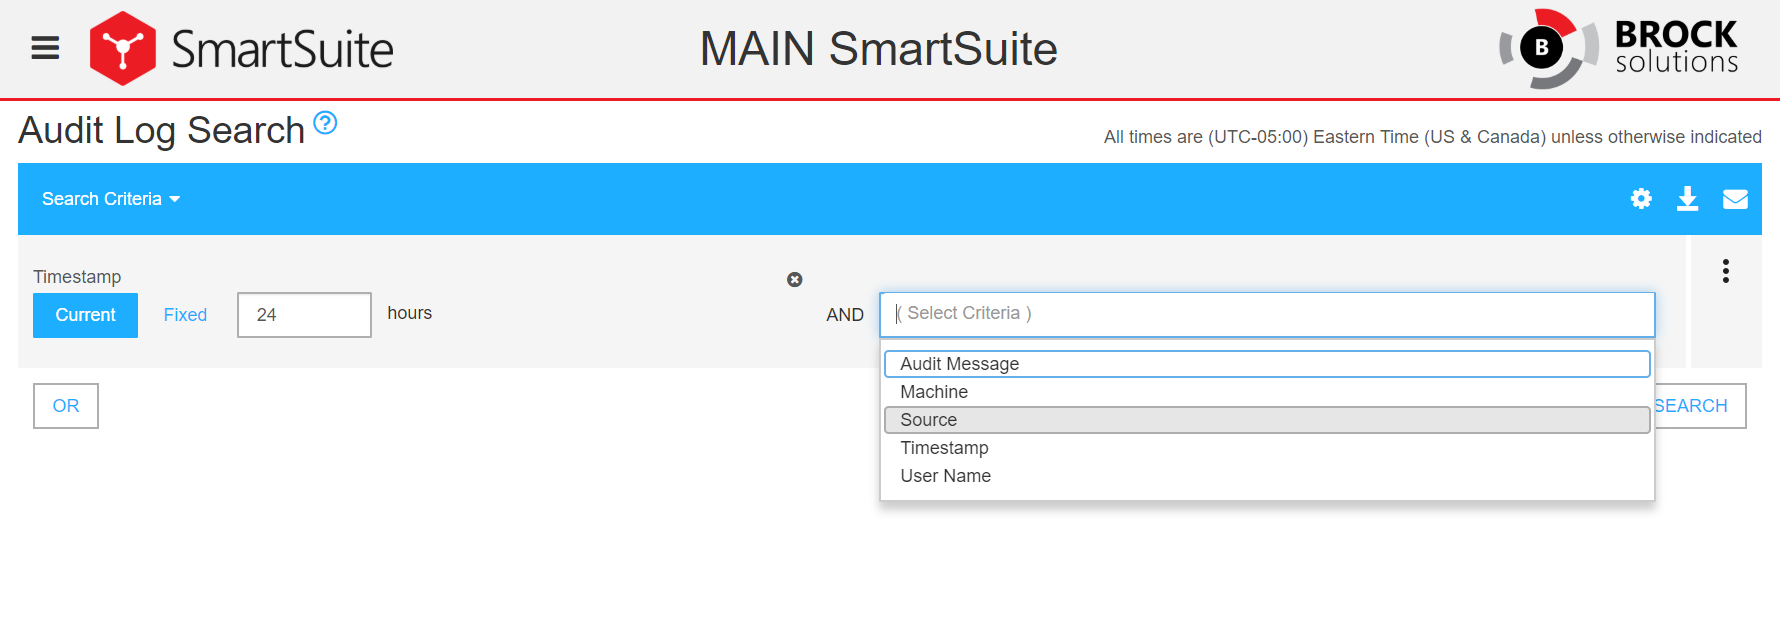 SmartSuite
MAIN SmartSuite
B
BROCK
solutions
Audit Log Search ?
All times are (UTC-05:00) Eastern Time (US & Canada) unless otherwise indicated
Search Criteria
Timestamp
Current Fixed 24 hours
AND
( Select Criteria )
Audit Message
Machine
Source
Timestamp
User Name
OR
SEARCH